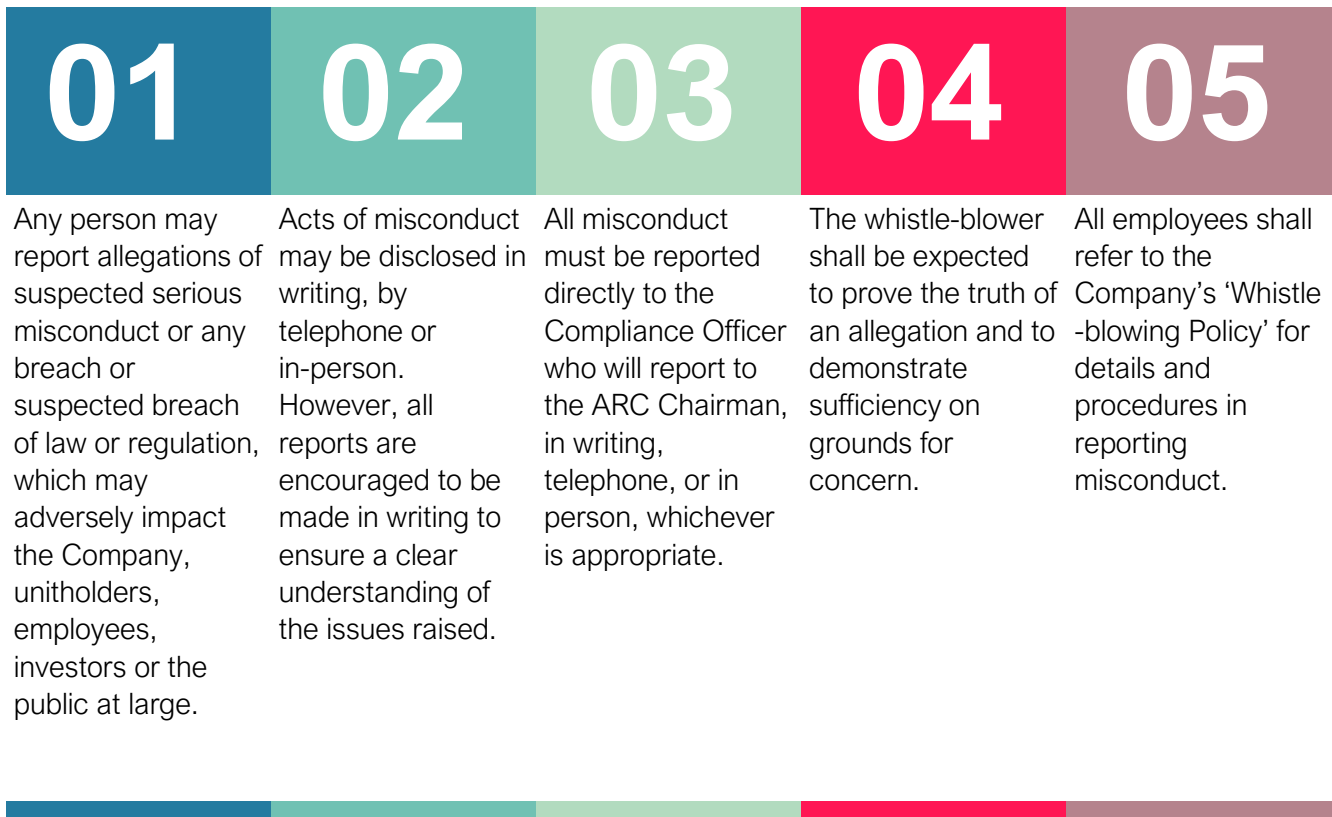 01
Any person may
report allegations of
suspected serious
misconduct or any
breach or
suspected breach
of law or regulation,
which may
adversely impact
the Company,
unitholders,
employees,
investors or the
public at large.
02
Acts of misconduct
may be disclosed in
writing, by
telephone or
in-person.
However, all
reports are
encouraged to be
made in writing to
ensure a clear
understanding of
the issues raised.
03
All misconduct
must be reported
directly to the
Compliance Officer
who will report to
the ARC Chairman,
in writing,
telephone, or in
person, whichever
is appropriate.
04
The whistle-blower
shall be expected
to prove the truth of
an allegation and to
demonstrate
sufficiency on
grounds for
concern.
05
All employees shall
refer to the
Company’s ‘Whistle
-blowing Policy’ for
details and
procedures in
reporting
misconduct.